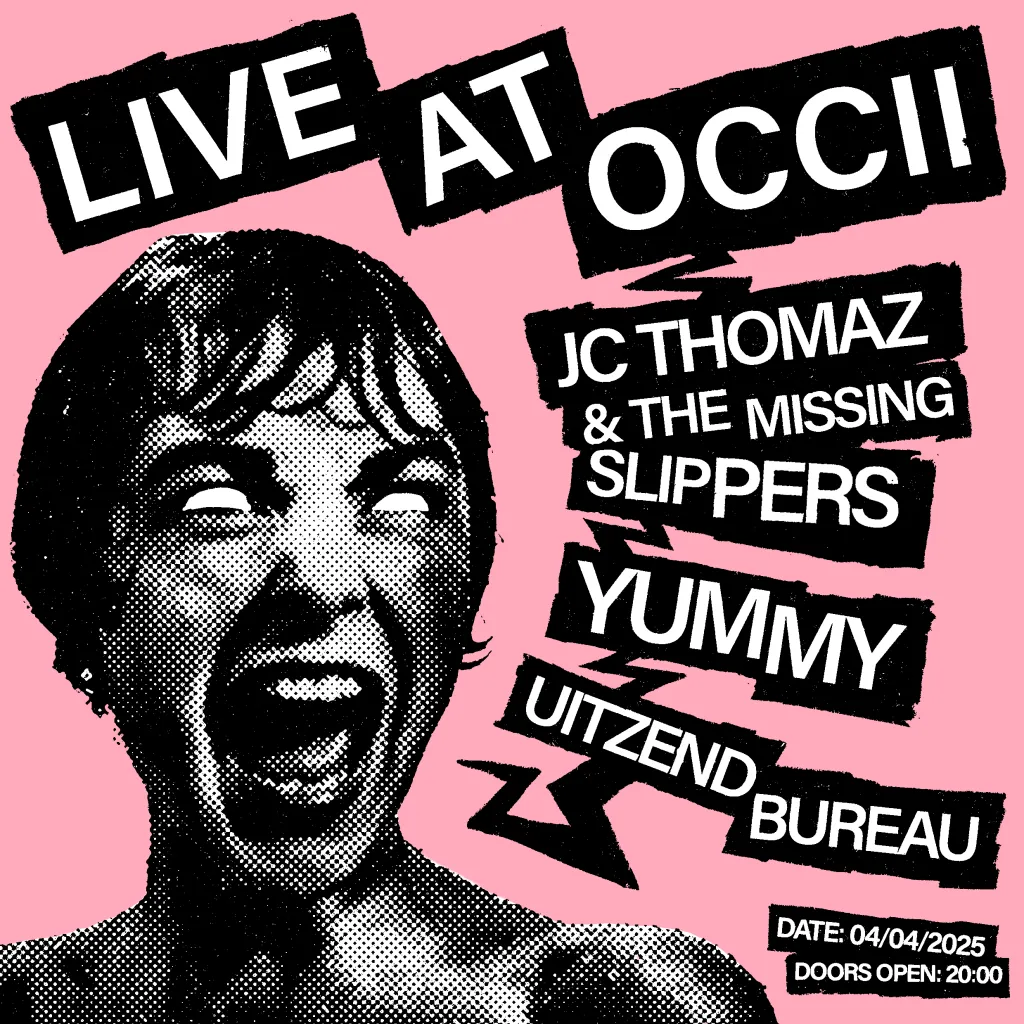 LIVE AT OCCII
JC THOMAZ
& THE MISSING
SLIPPERS
YUMMY
UITZEND
BUREAU
DATE: 04/04/2025
DOORS OPEN: 20:00